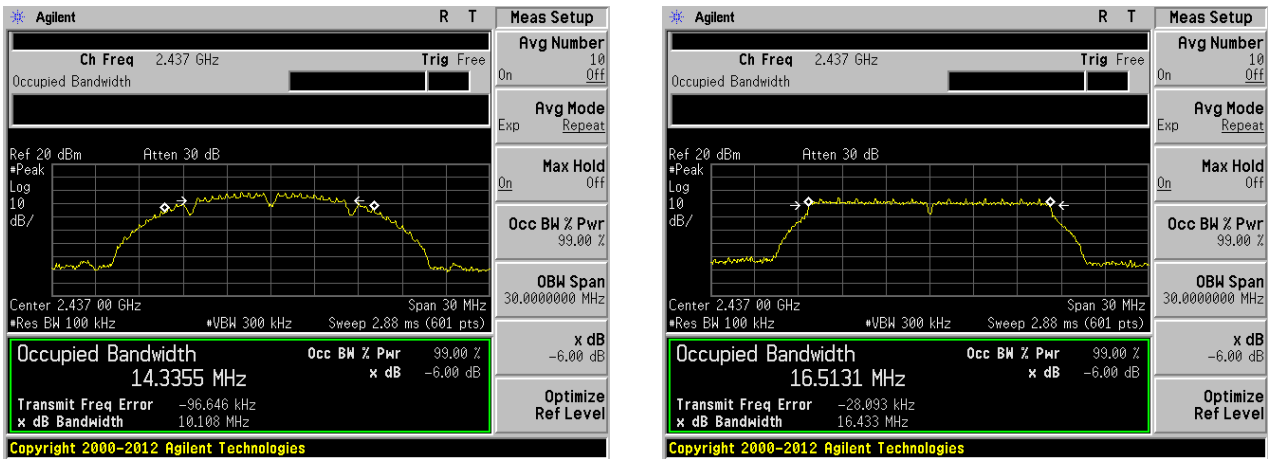 Agilent R T Meas Setup
Ch Freq 2.437 GHz Trig Free
Occupied Bandwidth
Ref 20 dBm Atten 30 dB
#Peak
Log
10
dB/
Center 2.437 00 GHz Span 30 MHz
#Res BW 100 kHz #VBW 300 kHz Sweep 2.88 ms (601 pts)
Occupied Bandwidth Occ BW % Pwr 99.00 %
14.3355 MHz x dB -6.00 dB
Transmit Freq Error -96.646 kHz
x dB Bandwidth 10.108 MHz
Copyright 2000-2012 Agilent Technologies
Avg Number
10
On Off
Avg Mode
Exp Repeat
Max Hold
On Off
Occ BW % Pwr
99.00 %
OBW Span
30.0000000 MHz
x dB
-6.00 dB
Optimize
Ref Level
Agilent R T Meas Setup
Ch Freq 2.437 GHz Trig Free
Occupied Bandwidth
Ref 20 dBm Atten 30 dB
#Peak
Log
10
dB/
Center 2.437 00 GHz Span 30 MHz
#Res BW 100 kHz #VBW 300 kHz Sweep 2.88 ms (601 pts)
Occupied Bandwidth Occ BW % Pwr 99.00 %
16.5131 MHz x dB -6.00 dB
Transmit Freq Error -28.093 kHz
x dB Bandwidth 16.433 MHz
Copyright 2000-2012 Agilent Technologies
Avg Number
10
On Off
Avg Mode
Exp Repeat
Max Hold
On Off
Occ BW % Pwr
99.00 %
OBW Span
30.0000000 MHz
x dB
-6.00 dB
Optimize
Ref Level